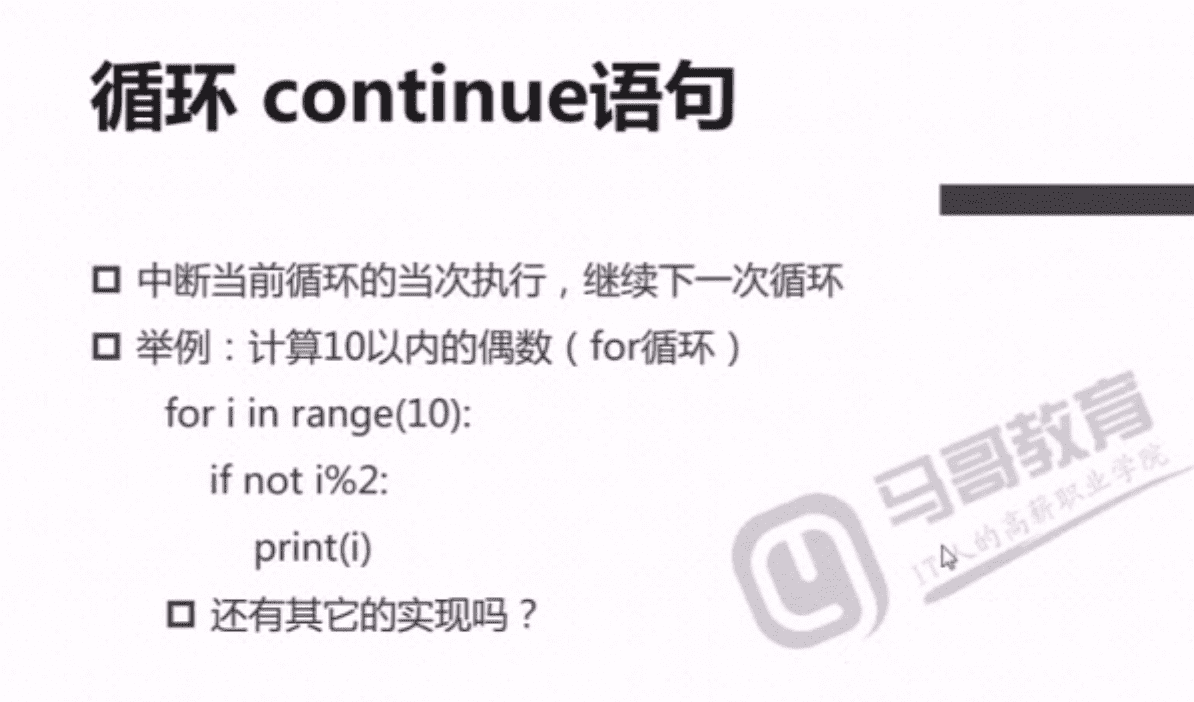 循环 continue语句
中断当前循环的当次执行，继续下一次循环
举例：计算10以内的偶数（for循环）
for i in range(10):
if not i%2:
print(i)
还有其它的实现吗？
马哥教育
IT人的高薪职业学院